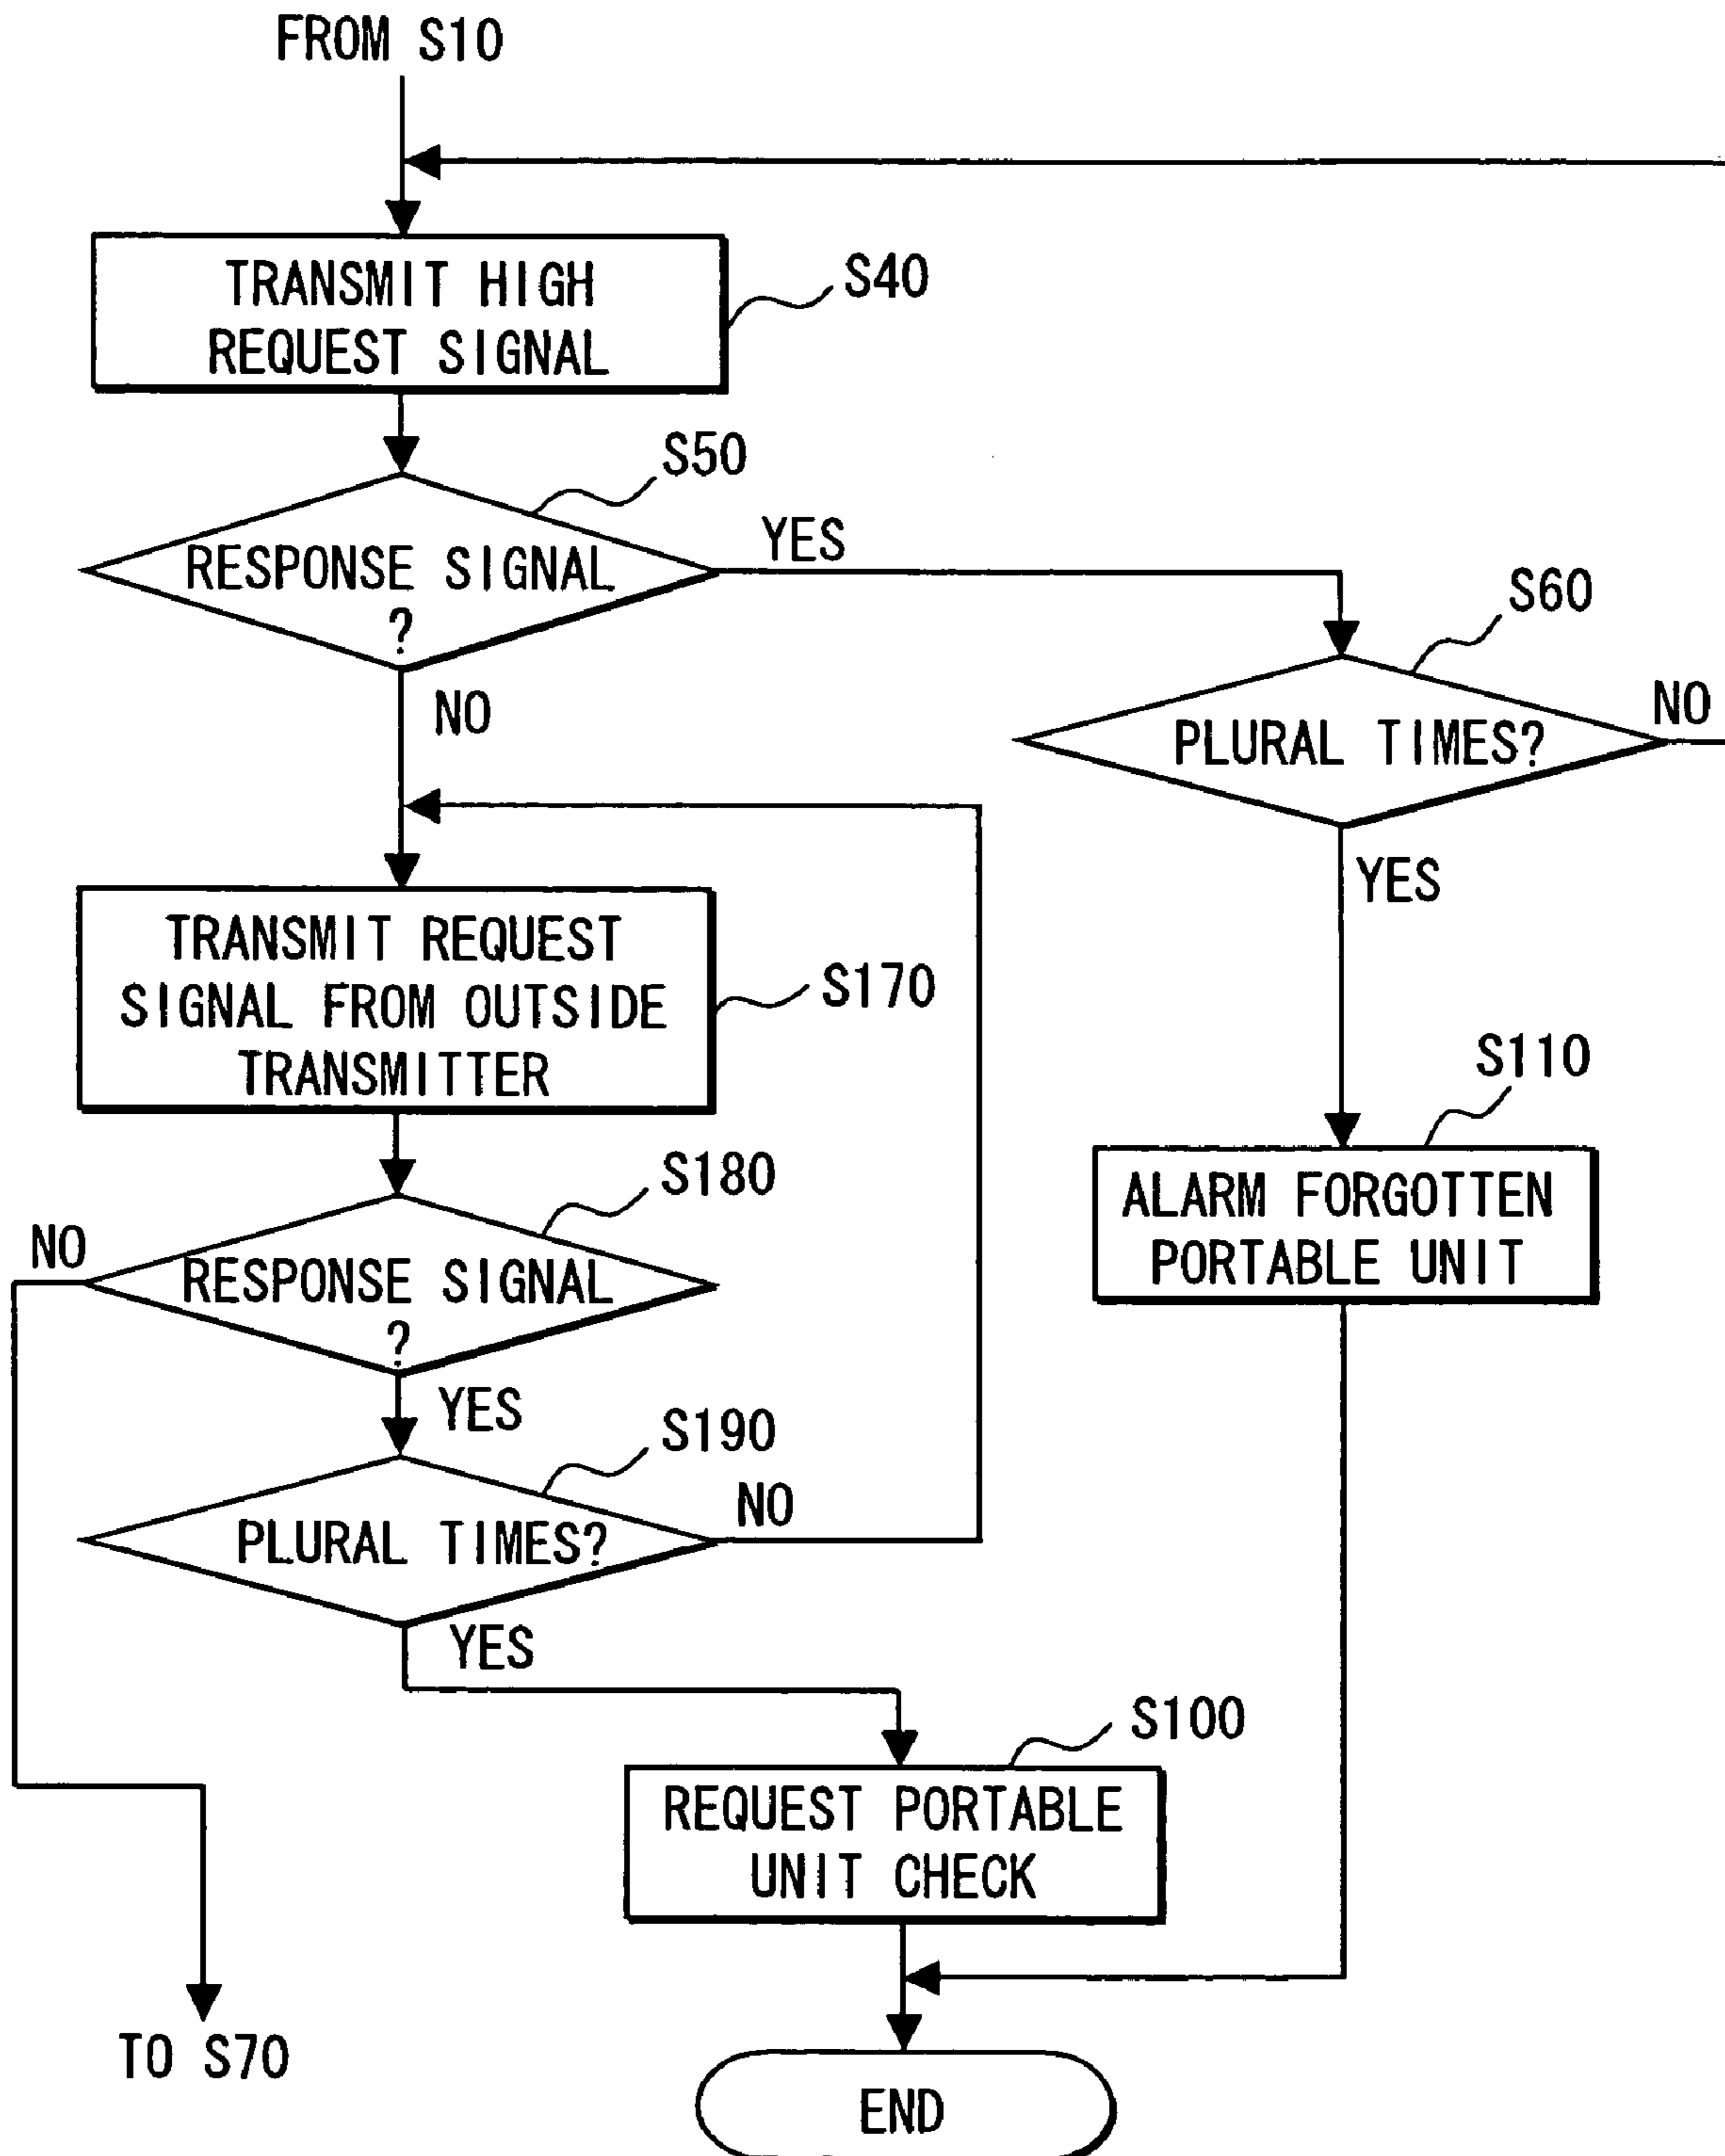 FROM S10
TRANSMIT HIGH
REQUEST SIGNAL
S40
S50
RESPONSE SIGNAL
?
YES
NO
S60
PLURAL TIMES?
NO
YES
TRANSMIT REQUEST
SIGNAL FROM OUTSIDE
TRANSMITTER
S170
S180
RESPONSE SIGNAL
?
NO
YES
S110
ALARM FORGOTTEN
PORTABLE UNIT
S190
PLURAL TIMES?
NO
YES
S100
REQUEST PORTABLE
UNIT CHECK
TO S70
END